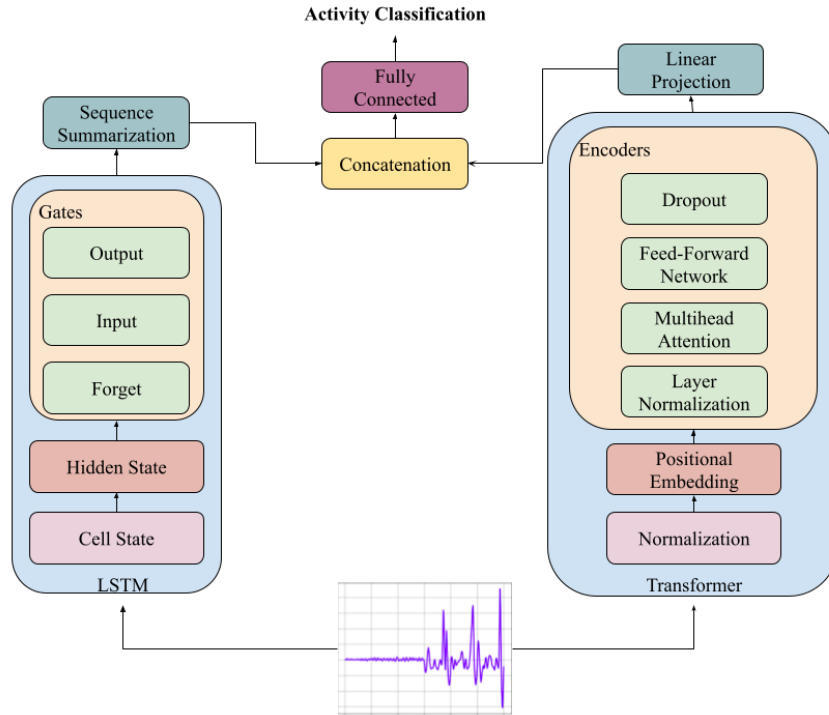 Activity Classification
Fully
Connected
Concatenation
Sequence
Summarization
Gates
Output
Input
Forget
Hidden State
Cell State
LSTM
Linear
Projection
Encoders
Dropout
Feed-Forward
Network
Multihead
Attention
Layer
Normalization
Positional
Embedding
Normalization
Transformer